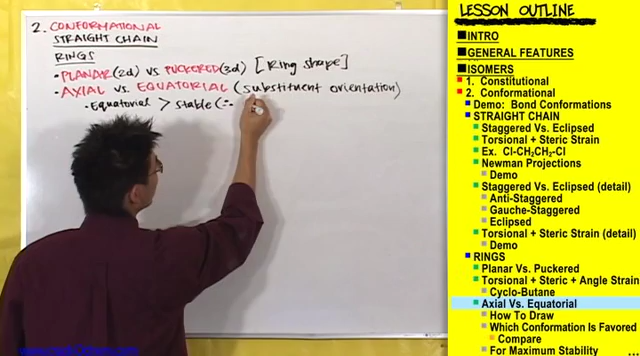 2. CONFORMATIONAL
STRAIGHT CHAIN
RINGS
• PLANAR (2d) VS PUCKERED (3d) [Ring shape]
• AXIAL VS. EQUATORIAL (substituent orientation)
• Equatorial > stable (∴
LESSON OUTLINE
INTRO
GENERAL FEATURES
ISOMERS
1. Constitutional
2. Conformational
Demo: Bond Conformations
STRAIGHT CHAIN
Staggered Vs. Eclipsed
Torsional + Steric Strain
Ex. Cl-CH2CH2-Cl
Newman Projections
Demo
Staggered Vs. Eclipsed (detail)
Anti-Staggered
Gauche-Staggered
Eclipsed
Torsional + Steric Strain (detail)
Demo
RINGS
Planar Vs. Puckered
Torsional + Steric + Angle Strain
Cyclo-Butane
Axial Vs. Equatorial
How To Draw
Which Conformation Is Favored
Compare
For Maximum Stability